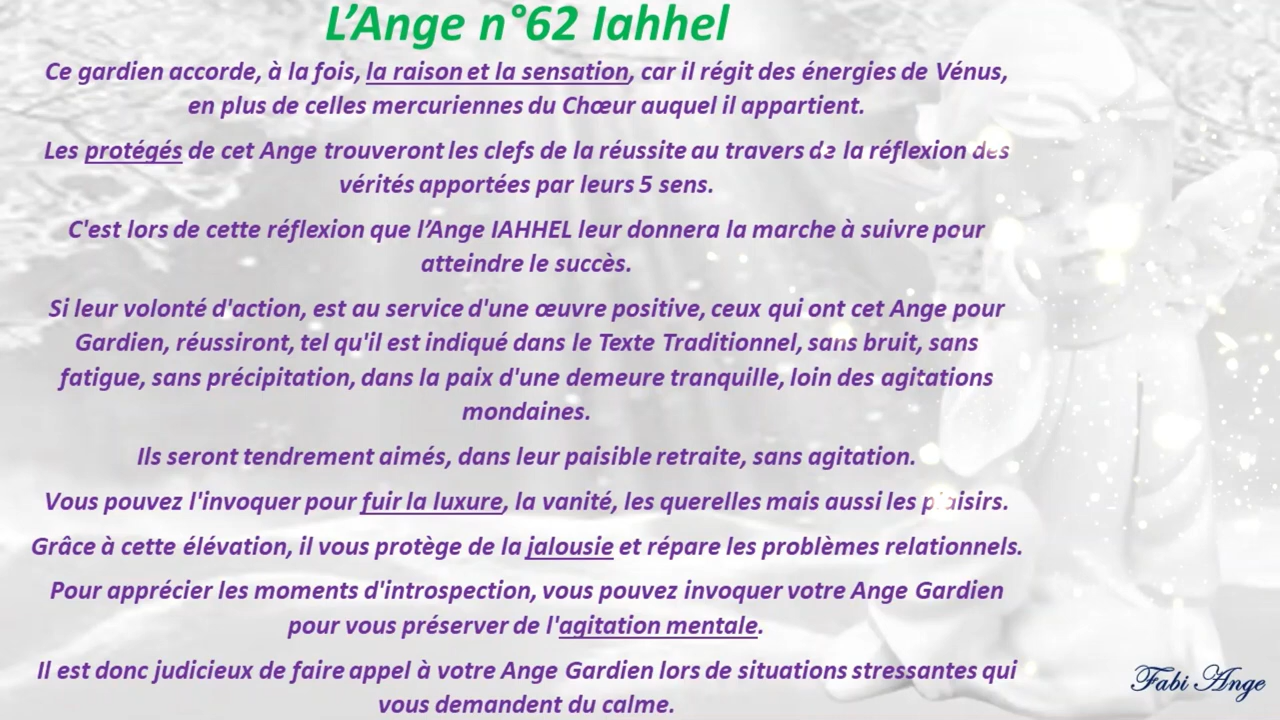 L’Ange n°62 Iahhel
Ce gardien accorde, à la fois, la raison et la sensation, car il régit des énergies de Vénus,
en plus de celles mercuriennes du Chœur auquel il appartient.
Les protégés de cet Ange trouveront les clefs de la réussite au travers de la réflexion des
vérités apportées par leurs 5 sens.
C'est lors de cette réflexion que l’Ange IAHHEL leur donnera la marche à suivre pour
atteindre le succès.
Si leur volonté d'action, est au service d'une œuvre positive, ceux qui ont cet Ange pour
Gardien, réussiront, tel qu'il est indiqué dans le Texte Traditionnel, sans bruit, sans
fatigue, sans précipitation, dans la paix d'une demeure tranquille, loin des agitations
mondaines.
Ils seront tendrement aimés, dans leur paisible retraite, sans agitation.
Vous pouvez l'invoquer pour fuir la luxure, la vanité, les querelles mais aussi les plaisirs.
Grâce à cette élévation, il vous protège de la jalousie et répare les problèmes relationnels.
Pour apprécier les moments d'introspection, vous pouvez invoquer votre Ange Gardien
pour vous préserver de l'agitation mentale.
Il est donc judicieux de faire appel à votre Ange Gardien lors de situations stressantes qui
vous demandent du calme.
Fabi Ange